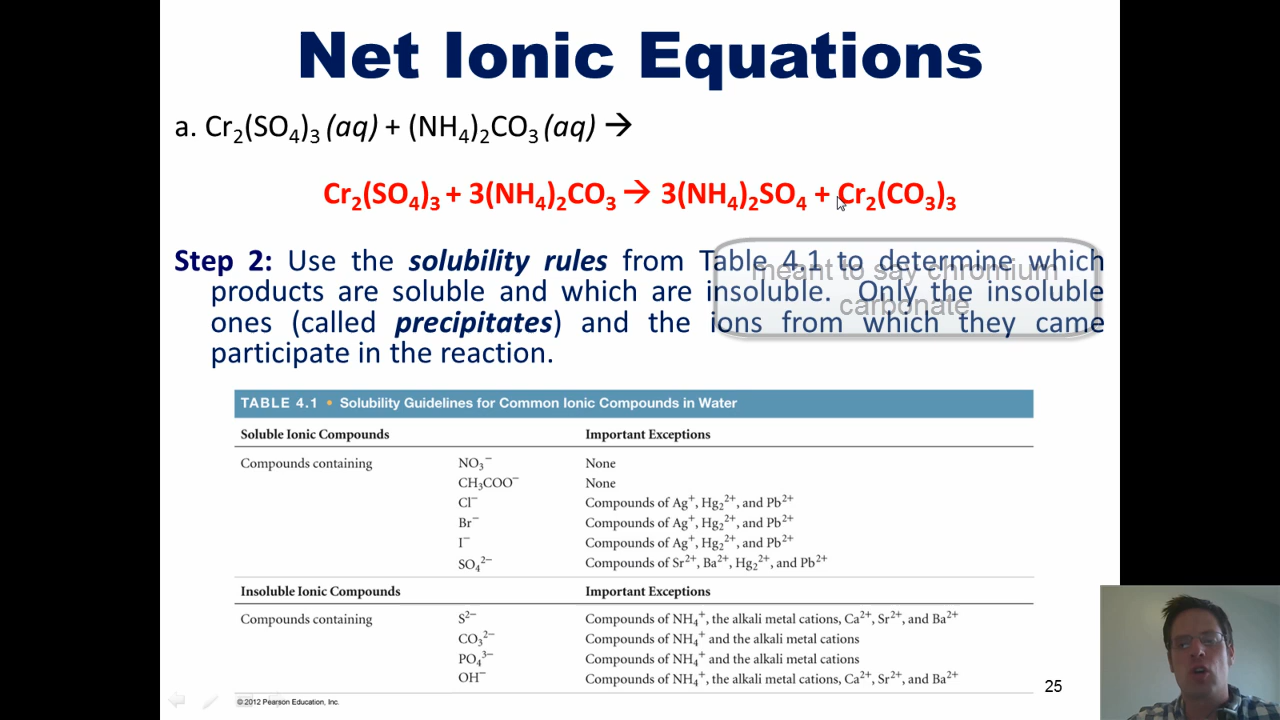 Net Ionic Equations
a. Cr₂(SO₄)₃ (aq) + (NH₄)₂CO₃ (aq) →
Cr₂(SO₄)₃ + 3(NH₄)₂CO₃ → 3(NH₄)₂SO₄ + Cr₂(CO₃)₃
Step 2: Use the solubility rules from Table 4.1 to determine which
products are soluble and which are insoluble. Only the insoluble
ones (called precipitates) and the ions from which they came
participate in the reaction.
meant to say chromium
carbonate
TABLE 4.1 • Solubility Guidelines for Common Ionic Compounds in Water
Soluble Ionic Compounds Important Exceptions
Compounds containing NO₃⁻ None
CH₃COO⁻ None
Cl⁻ Compounds of Ag⁺, Hg₂²⁺, and Pb²⁺
Br⁻ Compounds of Ag⁺, Hg₂²⁺, and Pb²⁺
I⁻ Compounds of Ag⁺, Hg₂²⁺, and Pb²⁺
SO₄²⁻ Compounds of Sr²⁺, Ba²⁺, Hg₂²⁺, and Pb²⁺
Insoluble Ionic Compounds Important Exceptions
Compounds containing S²⁻ Compounds of NH₄⁺, the alkali metal cations, Ca²⁺, Sr²⁺, and Ba²⁺
CO₃²⁻ Compounds of NH₄⁺ and the alkali metal cations
PO₄³⁻ Compounds of NH₄⁺ and the alkali metal cations
OH⁻ Compounds of NH₄⁺, the alkali metal cations, Ca²⁺, Sr²⁺, and Ba²⁺
© 2012 Pearson Education, Inc.
25